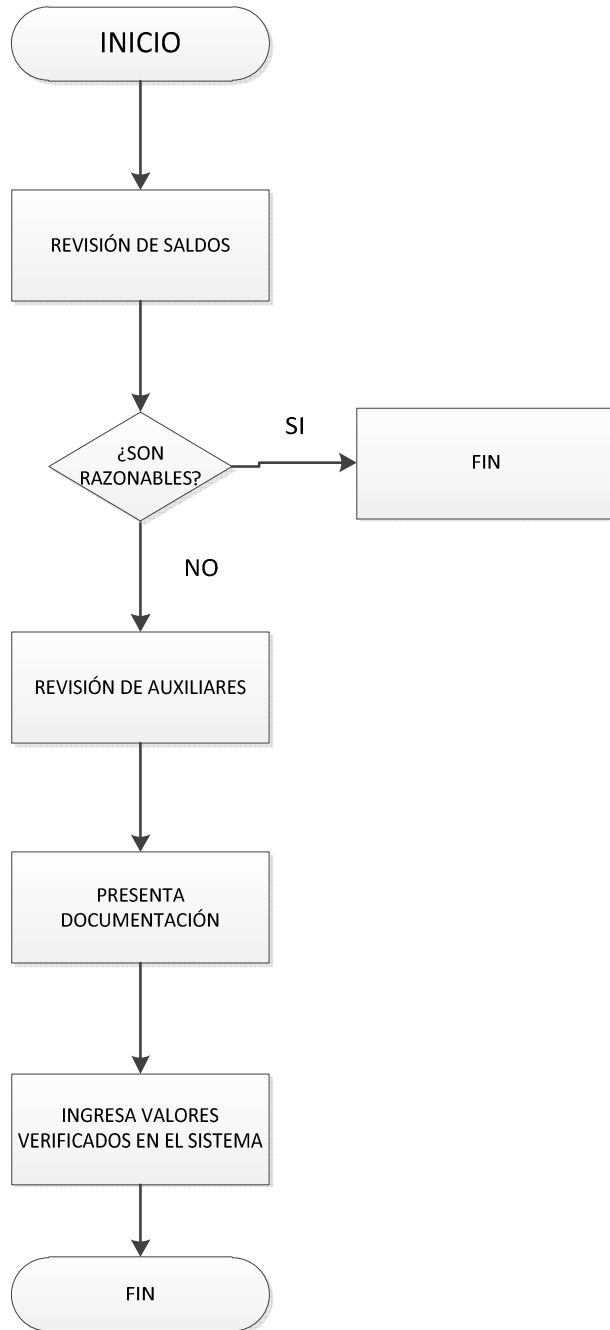 INICIO
REVISIÓN DE SALDOS
¿SON
RAZONABLES?
SI
FIN
NO
REVISIÓN DE AUXILIARES
PRESENTA
DOCUMENTACIÓN
INGRESA VALORES
VERIFICADOS EN EL SISTEMA
FIN